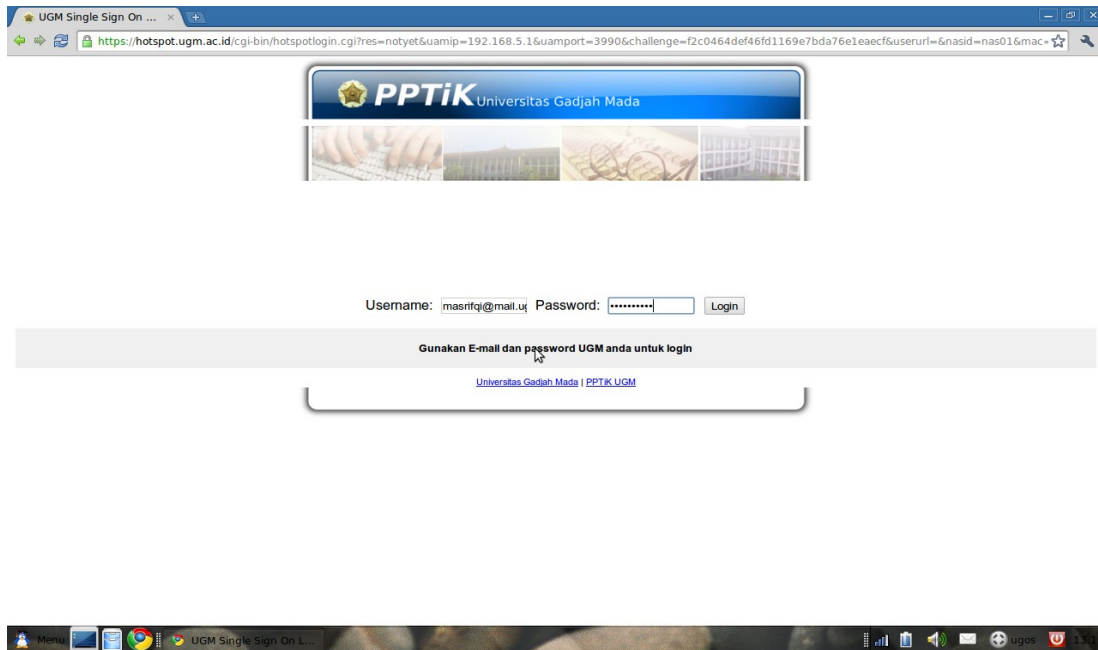 UGM Single Sign On ...
https://hotspot.ugm.ac.id/cgi-bin/hotspotlogin.cgi?res=notyet&uamip=192.168.5.1&uamport=3990&challenge=f2c0464def46fd1169e7bda76e1eaecf&userurl=&nasid=nas01&mac=
PPTiK Universitas Gadjah Mada
Username: masrifqi@mail.ug Password: •••••••••• Login
Gunakan E-mail dan password UGM anda untuk login
Universitas Gadjah Mada | PPTIK UGM
Menu UGM Single Sign On L... ugos